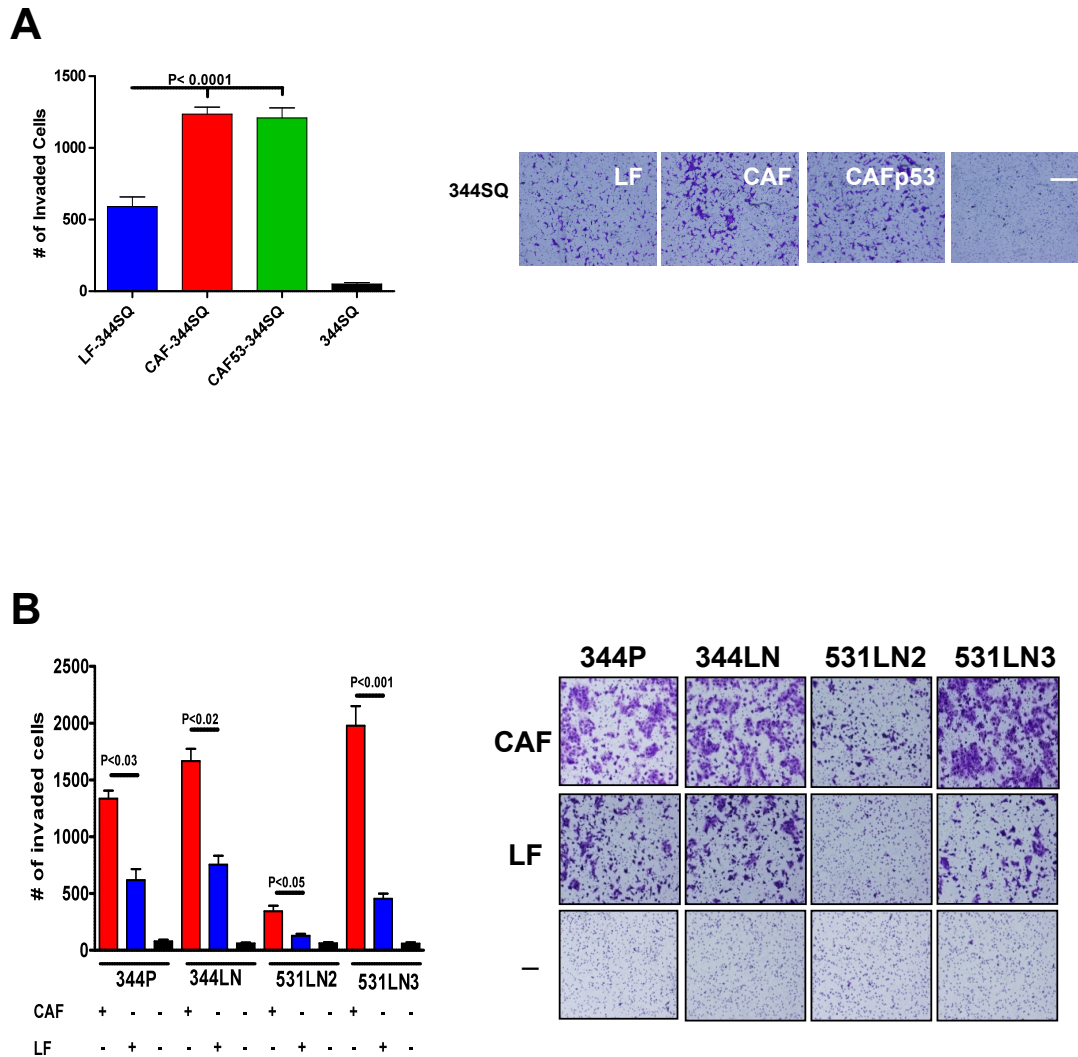 A
P< 0.0001
# of Invaded Cells
1500
1000
500
0
LF-344SQ
CAF-344SQ
CAF53-344SQ
344SQ
344SQ
LF
CAF
CAFp53
B
# of invaded cells
2500
2000
1500
1000
500
0
P<0.03
P<0.02
P<0.05
P<0.001
344P
344LN
531LN2
531LN3
CAF + - - + - - + - - + - -
LF - + - - + - - + - - + -
344P 344LN 531LN2 531LN3
CAF
LF
–